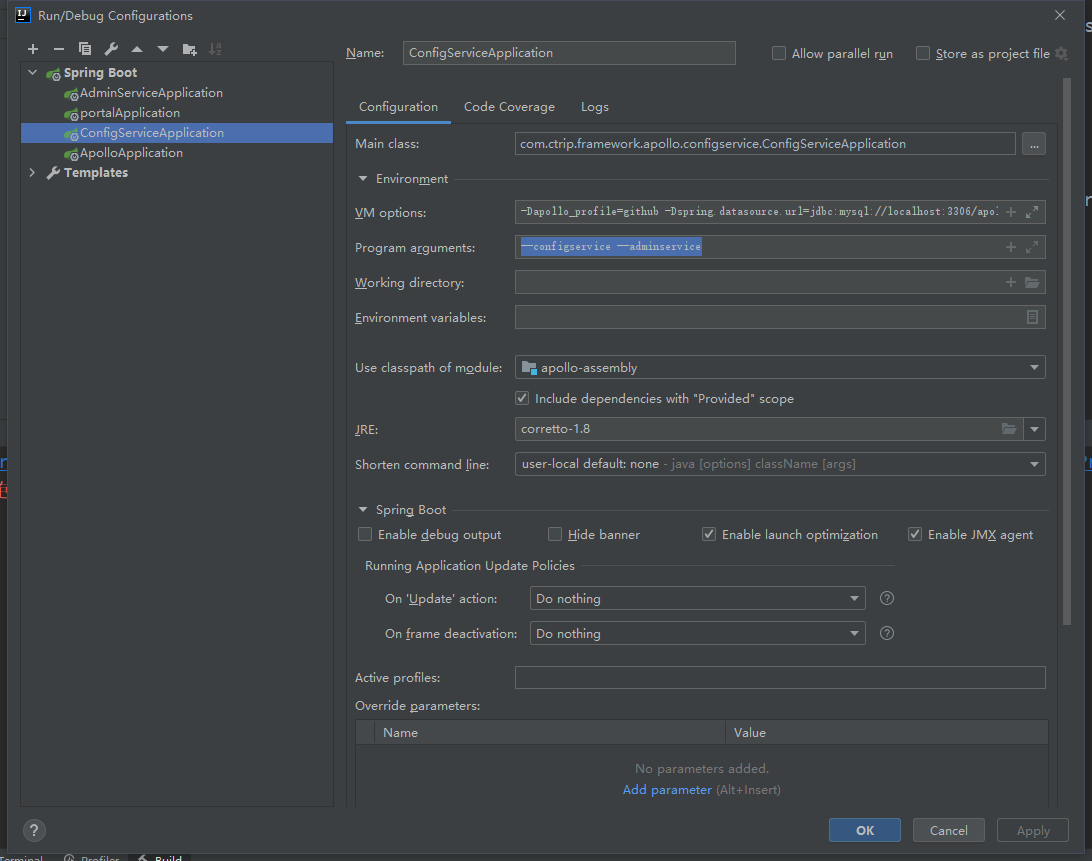 Run/Debug Configurations
Name: ConfigServiceApplication
Allow parallel run
Store as project file
Spring Boot
AdminServiceApplication
portalApplication
ConfigServiceApplication
ApolloApplication
Templates
Configuration Code Coverage Logs
Main class: com.ctrip.framework.apollo.configservice.ConfigServiceApplication ...
Environment
VM options: -Dapollo_profile=github -Dspring.datasource.url=jdbc:mysql://localhost:3306/apol
Program arguments: --configservice --adminservice
Working directory:
Environment variables:
Use classpath of module: apollo-assembly
Include dependencies with "Provided" scope
JRE: corretto-1.8
Shorten command line: user-local default: none - java [options] className [args]
Spring Boot
Enable debug output Hide banner Enable launch optimization Enable JMX agent
Running Application Update Policies
On 'Update' action: Do nothing ?
On frame deactivation: Do nothing ?
Active profiles:
Override parameters:
Name Value
No parameters added.
Add parameter (Alt+Insert)
? OK Cancel Apply
Terminal Profiler Build